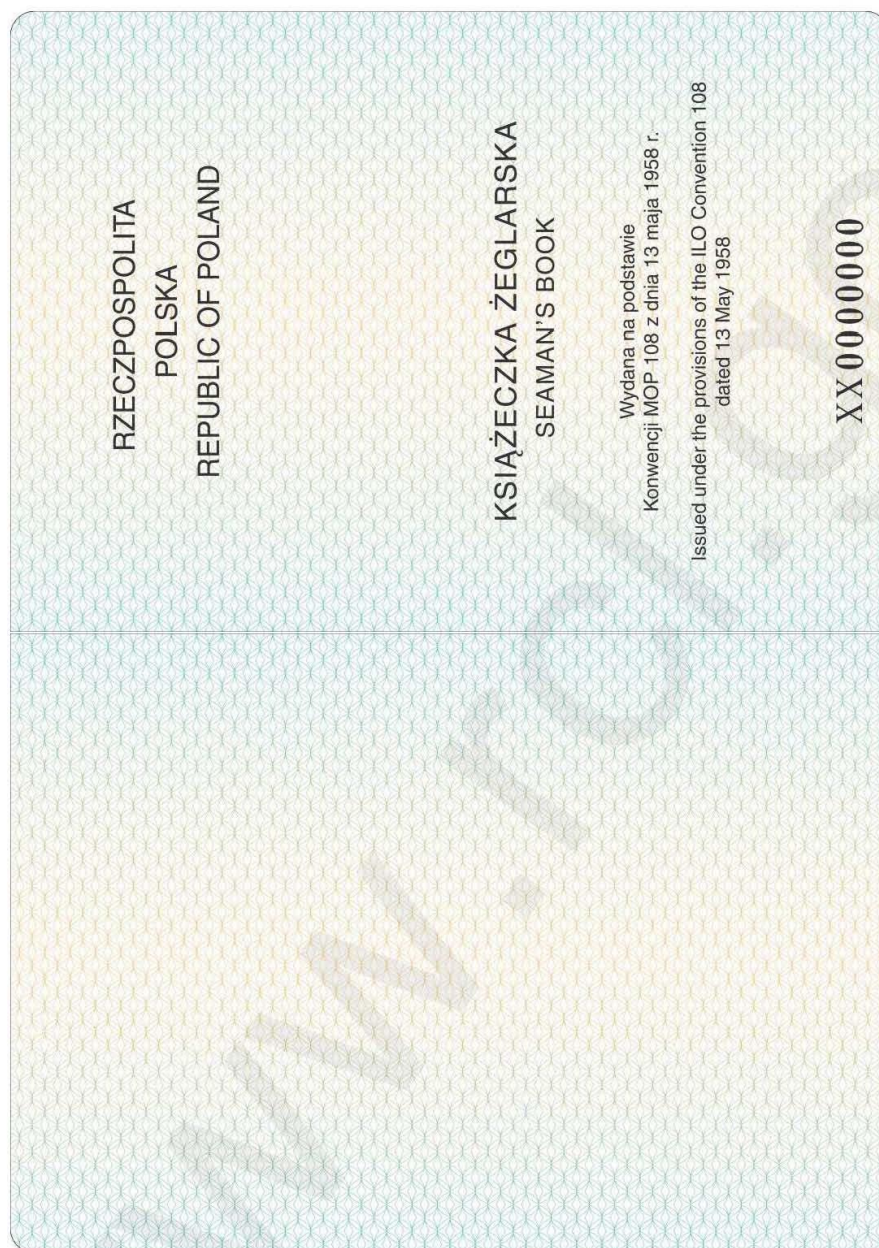 RZECZPOSPOLITA
POLSKA
REPUBLIC OF POLAND
KSIĄŻECZKA ŻEGLARSKA
SEAMAN'S BOOK
Wydana na podstawie
Konwencji MOP 108 z dnia 13 maja 1958 r.
Issued under the provisions of the ILO Convention 108
dated 13 May 1958
XX0000000